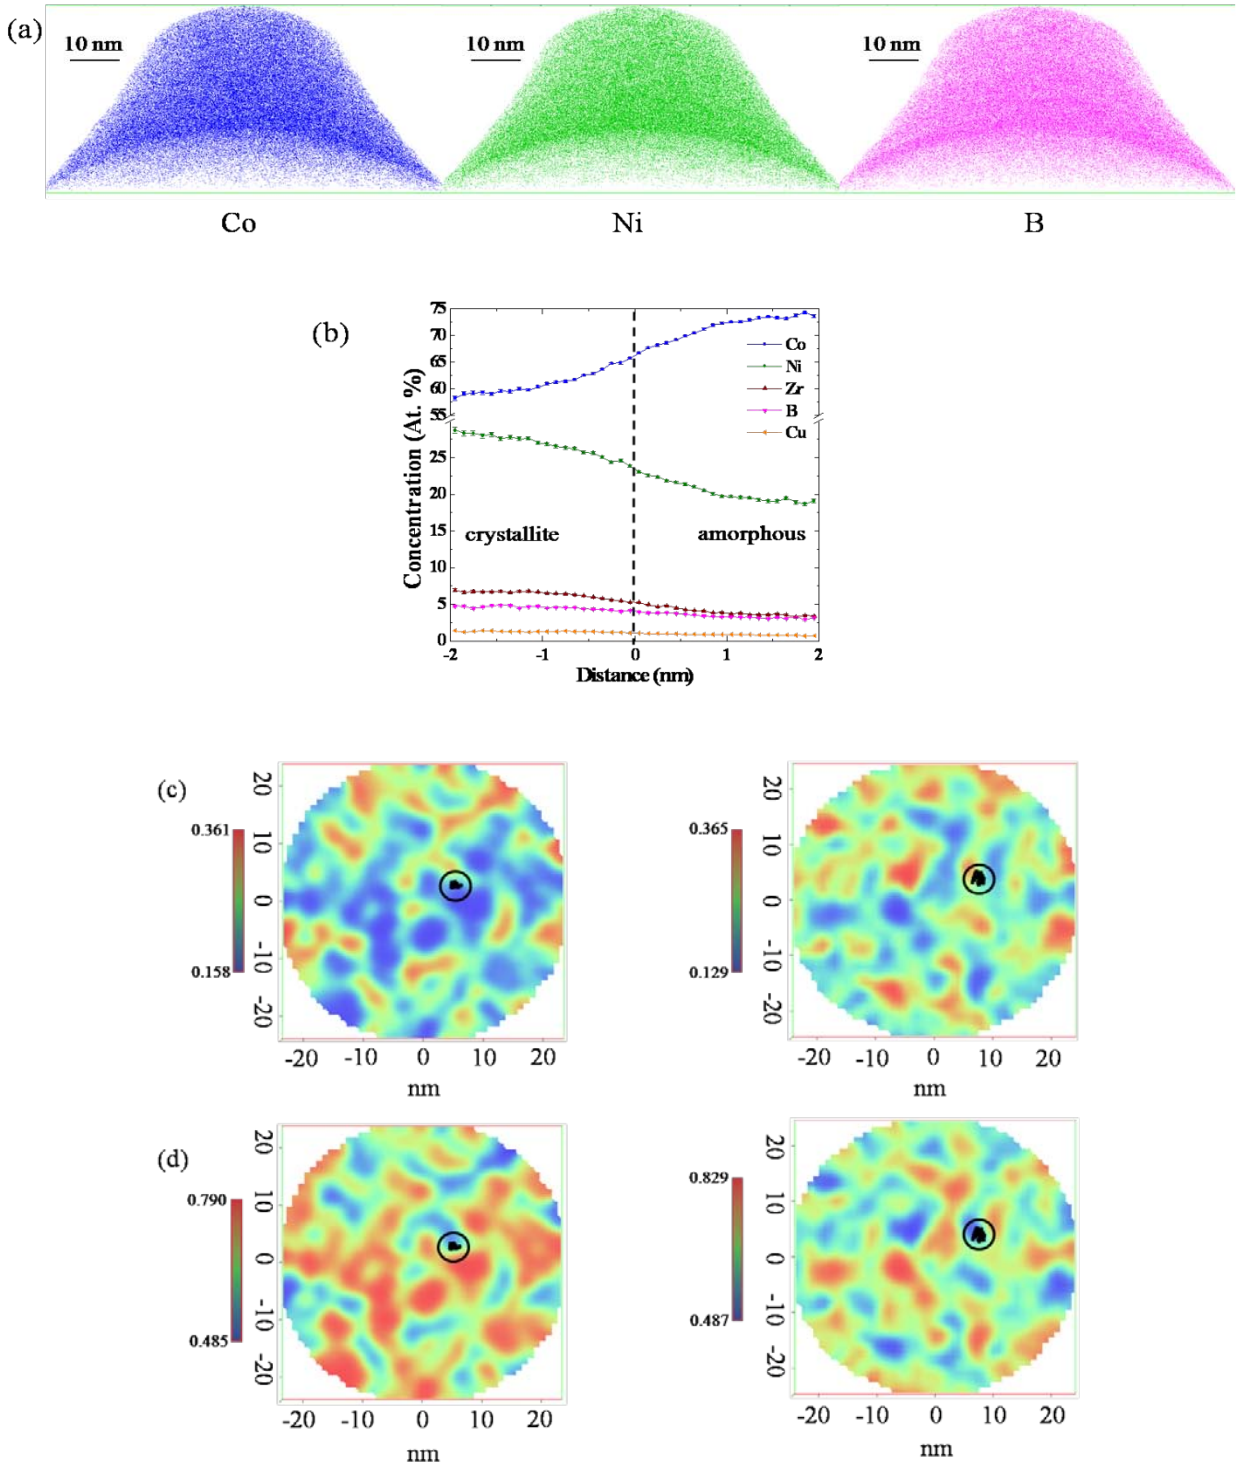 (a)
10 nm 10 nm 10 nm
Co Ni B
(b)
75
70
65
60
55
25
20
15
10
5
0
Concentration (At. %)
Co
Ni
Zr
B
Cu
crystallite amorphous
-2 -1 0 1 2
Distance (nm)
(c)
0.361
0.158
20
10
0
-10
-20
-20 -10 0 10 20
nm
0.365
0.129
20
10
0
-10
-20
-20 -10 0 10 20
nm
(d)
0.790
0.485
20
10
0
-10
-20
-20 -10 0 10 20
nm
0.829
0.487
20
10
0
-10
-20
-20 -10 0 10 20
nm